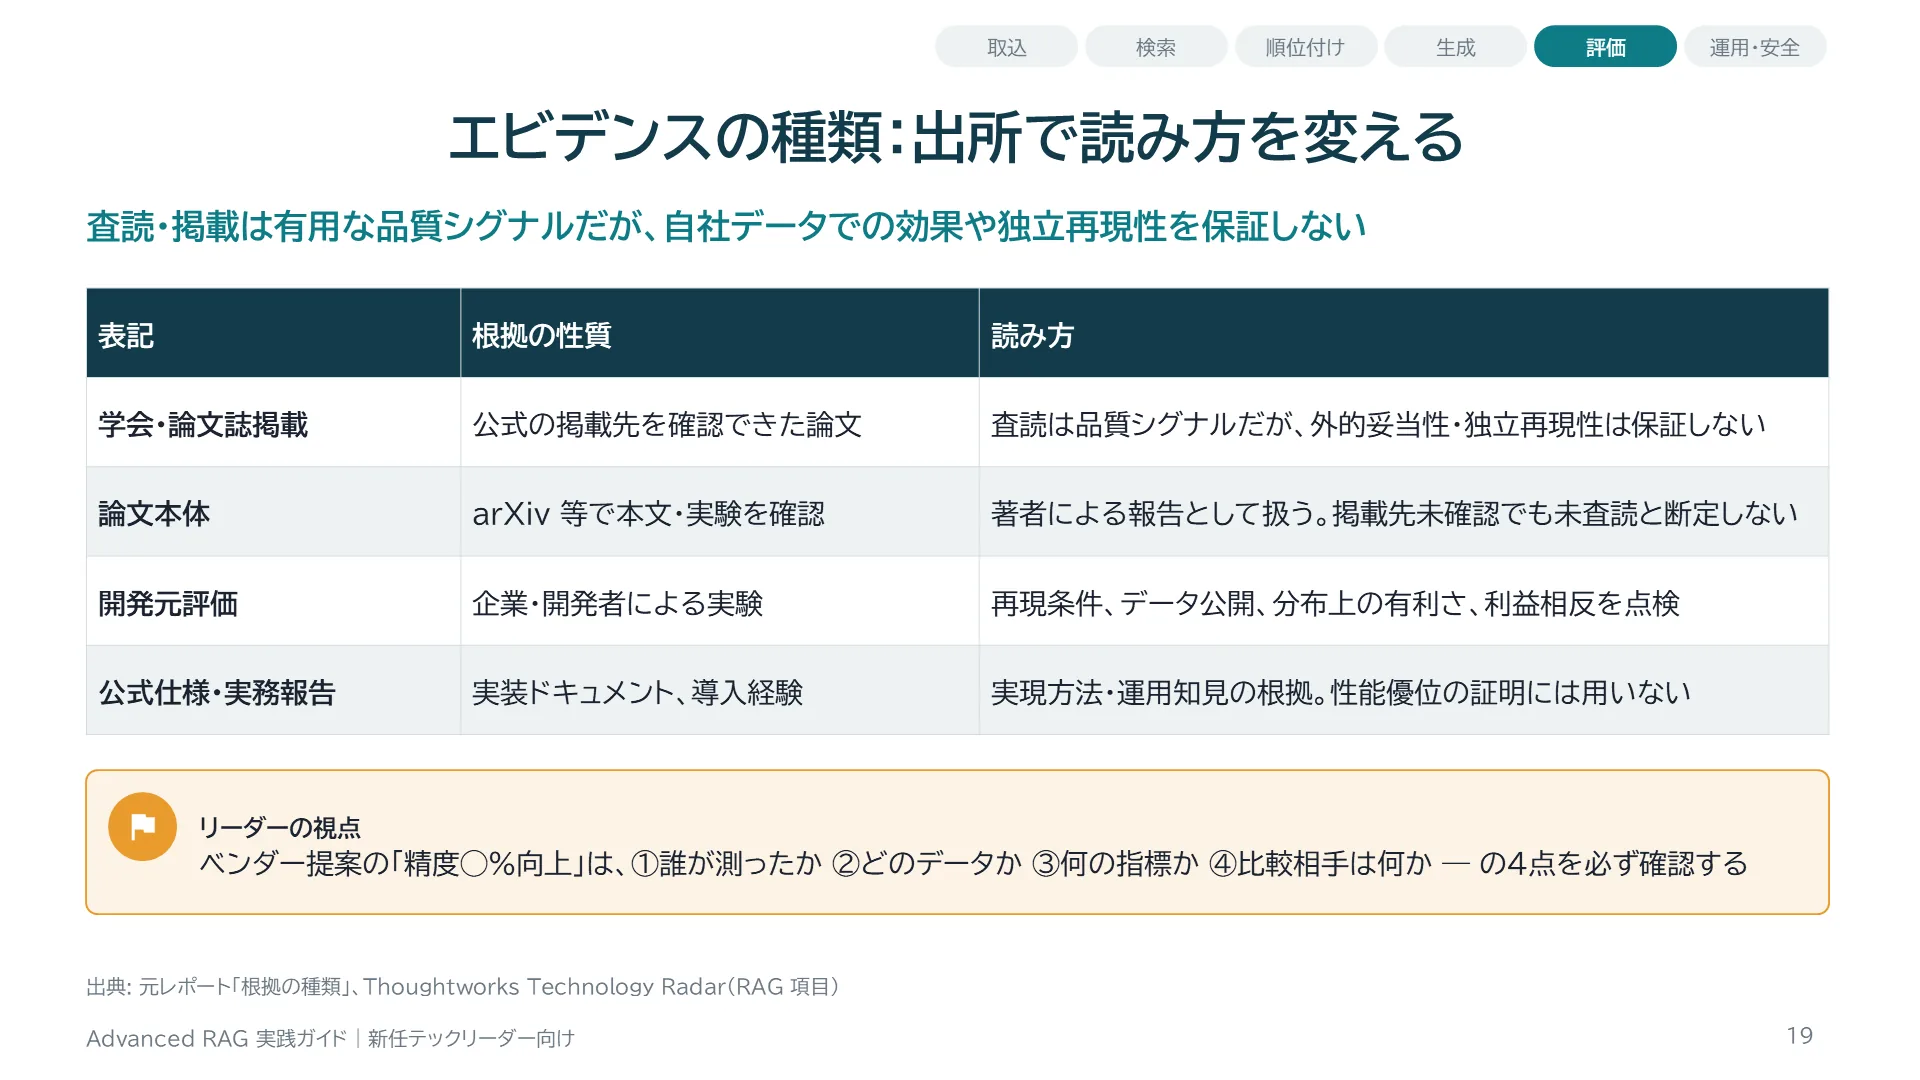 取込
検索
順位付け
生成
評価
運用・安全
エビデンスの種類：出所で読み方を変える
査読・掲載は有用な品質シグナルだが、自社データでの効果や独立再現性を保証しない
表記
根拠の性質
読み方
学会・論文誌掲載
公式の掲載先を確認できた論文
査読は品質シグナルだが、外的妥当性・独立再現性は保証しない
論文本体
arXiv 等で本文・実験を確認
著者による報告として扱う。掲載先未確認でも未査読と断定しない
開発元評価
企業・開発者による実験
再現条件、データ公開、分布上の有利さ、利益相反を点検
公式仕様・実務報告
実装ドキュメント、導入経験
実現方法・運用知見の根拠。性能優位の証明には用いない
リーダーの視点
ベンダー提案の「精度◯%向上」は、①誰が測ったか ②どのデータか ③何の指標か ④比較相手は何か — の4点を必ず確認する
出典: 元レポート「根拠の種類」、Thoughtworks Technology Radar（RAG 項目）
Advanced RAG 実践ガイド｜新任テックリーダー向け
19